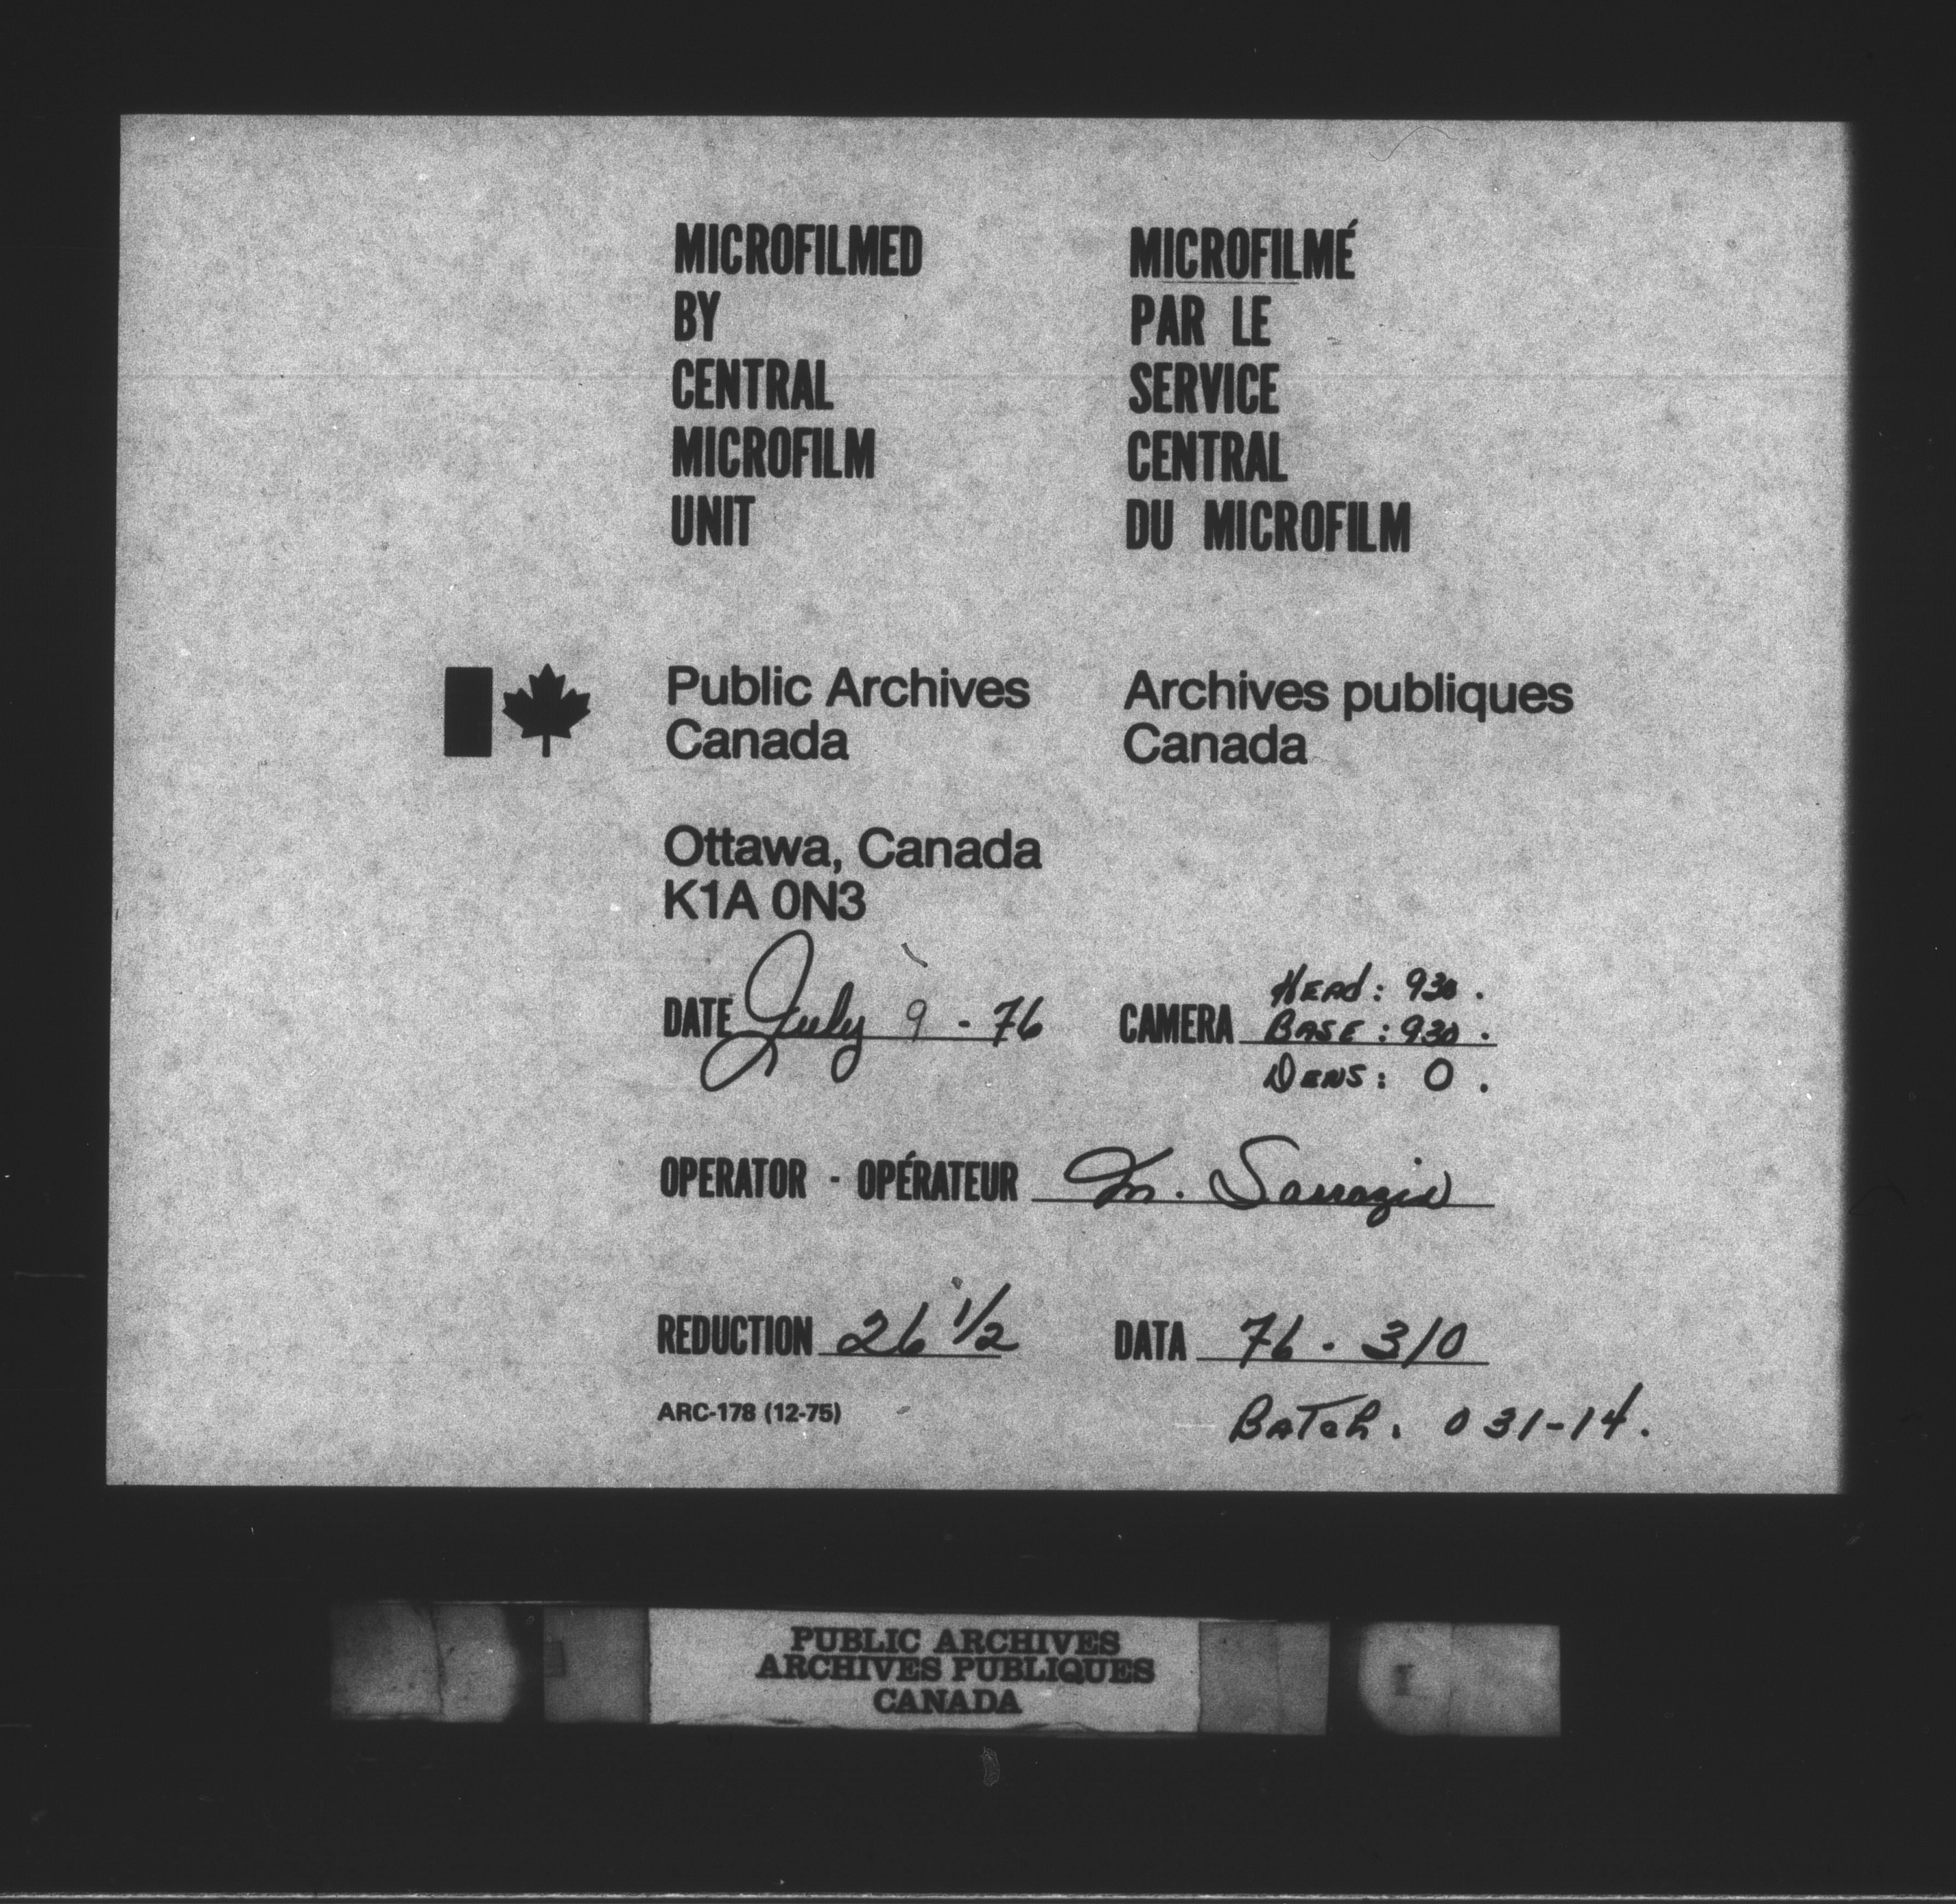 MICROFILMED
BY
CENTRAL
MICROFILM
UNIT
MICROFILMÉ
PAR LE
SERVICE
CENTRAL
DU MICROFILM
Public Archives
Canada
Archives publiques
Canada
Ottawa, Canada
K1A 0N3
DATE July 9 - 76
CAMERA HEAD: 930.
BASE: 930.
DENS: 0.
OPERATOR - OPÉRATEUR M. Sarrazin
REDUCTION 26 1/2
DATA 76 - 310
ARC-178 (12-75)
Batch. 031-14.
PUBLIC ARCHIVES
ARCHIVES PUBLIQUES
CANADA